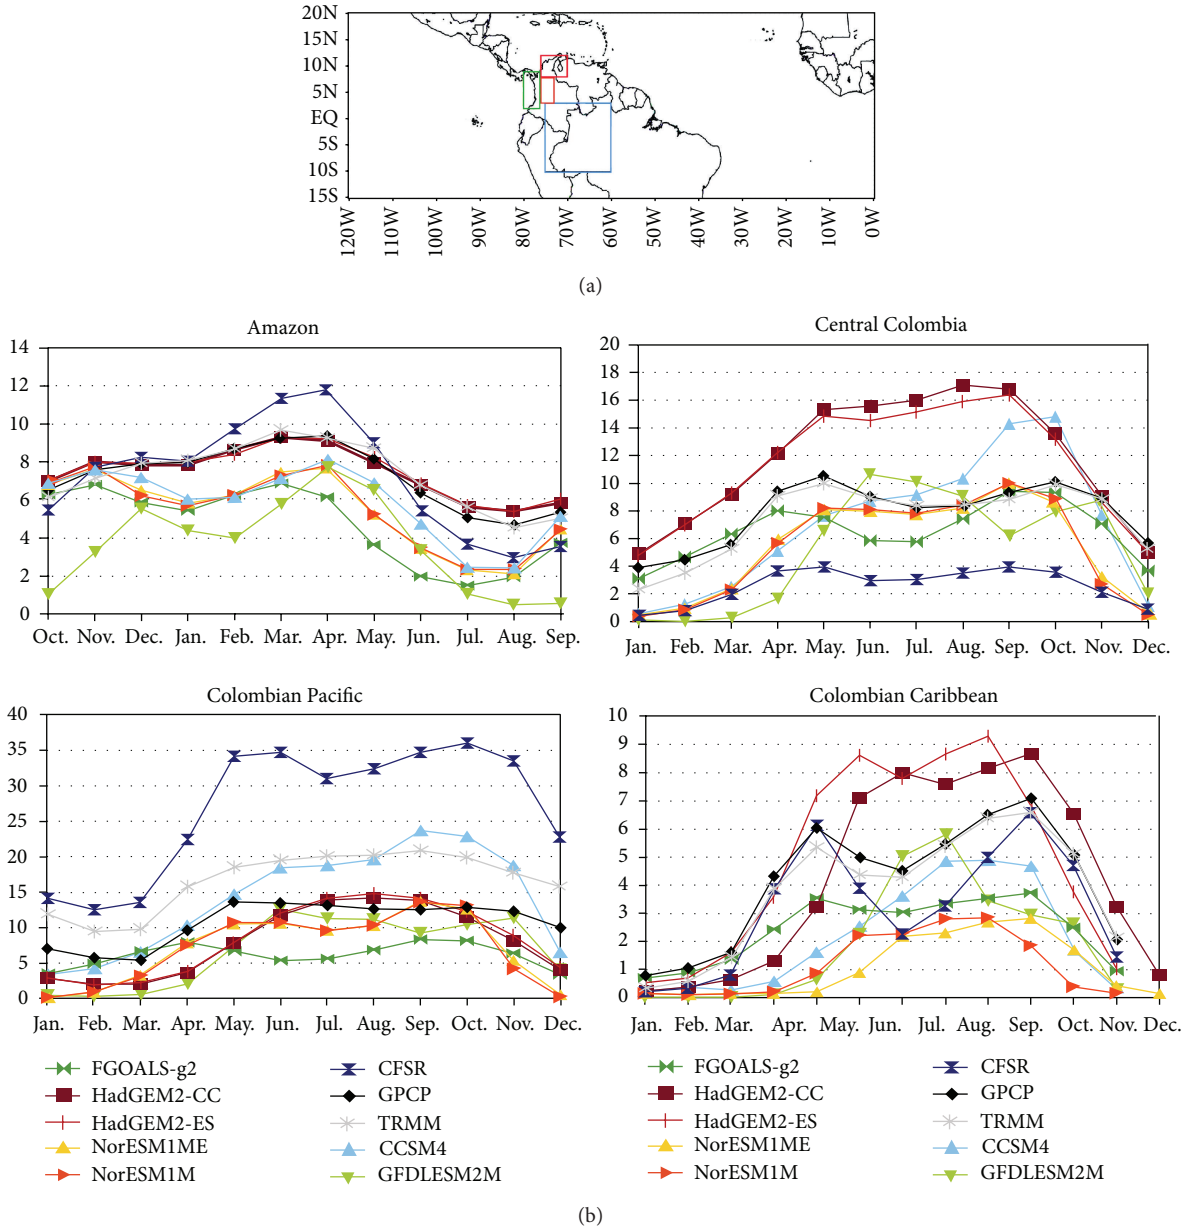 20N
15N
10N
5N
EQ
5S
10S
15S
120W
110W
100W
90W
80W
70W
60W
50W
40W
30W
20W
10W
0W
(a)
Amazon
14
12
10
8
6
4
2
0
Oct. Nov. Dec. Jan. Feb. Mar. Apr. May. Jun. Jul. Aug. Sep.
Central Colombia
20
18
16
14
12
10
8
6
4
2
0
Jan. Feb. Mar. Apr. May. Jun. Jul. Aug. Sep. Oct. Nov. Dec.
Colombian Pacific
40
35
30
25
20
15
10
5
0
Jan. Feb. Mar. Apr. May. Jun. Jul. Aug. Sep. Oct. Nov. Dec.
Colombian Caribbean
10
9
8
7
6
5
4
3
2
1
0
Jan. Feb. Mar. Apr. May. Jun. Jul. Aug. Sep. Oct. Nov. Dec.
FGOALS-g2
HadGEM2-CC
HadGEM2-ES
NorESM1ME
NorESM1M
CFSR
GPCP
TRMM
CCSM4
GFDLESM2M
FGOALS-g2
HadGEM2-CC
HadGEM2-ES
NorESM1ME
NorESM1M
CFSR
GPCP
TRMM
CCSM4
GFDLESM2M
(b)